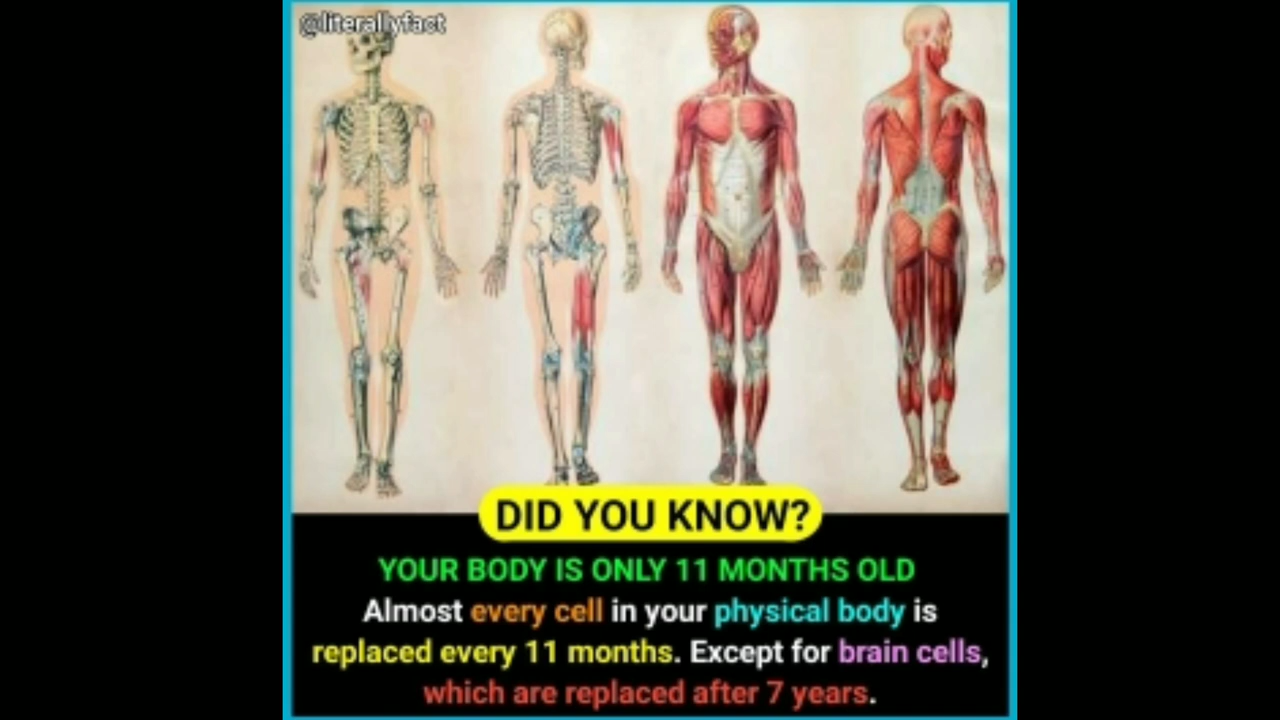 @literallyfact
DID YOU KNOW?
YOUR BODY IS ONLY 11 MONTHS OLD
Almost every cell in your physical body is
replaced every 11 months. Except for brain cells,
which are replaced after 7 years.